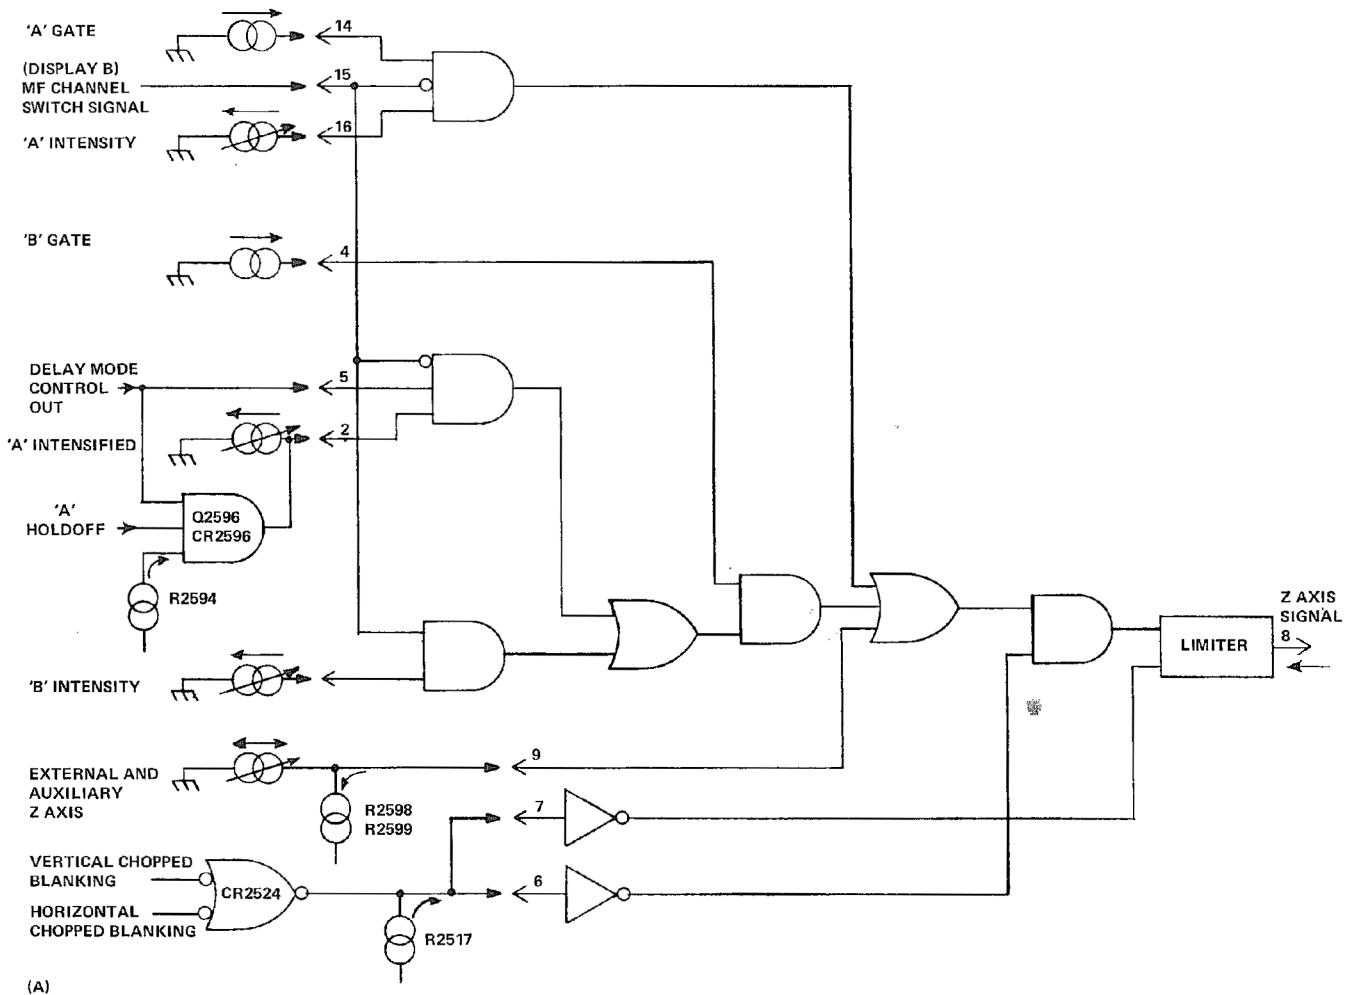 'A' GATE
14
(DISPLAY B)
MF CHANNEL
SWITCH SIGNAL
15
'A' INTENSITY
16
'B' GATE
4
DELAY MODE
CONTROL
OUT
5
'A' INTENSIFIED
2
'A'
HOLDOFF
Q2596
CR2596
R2594
'B' INTENSITY
Z AXIS
SIGNAL
8
LIMITER
EXTERNAL AND
AUXILIARY
Z AXIS
9
R2598
R2599
7
VERTICAL CHOPPED
BLANKING
CR2524
6
HORIZONTAL
CHOPPED BLANKING
R2517
(A)